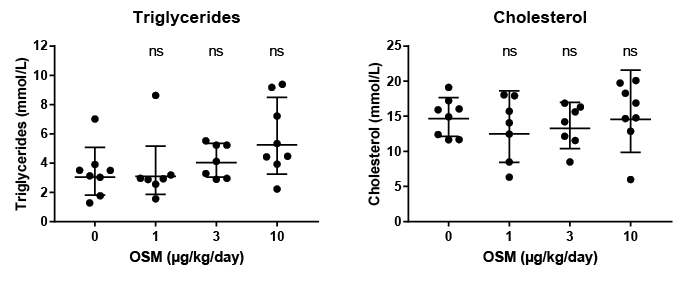 Triglycerides
Triglycerides (mmol/L)
12
10
8
6
4
2
0
ns
ns
ns
0
1
3
10
OSM (µg/kg/day)
Cholesterol
Cholesterol (mmol/L)
25
20
15
10
5
0
ns
ns
ns
0
1
3
10
OSM (µg/kg/day)